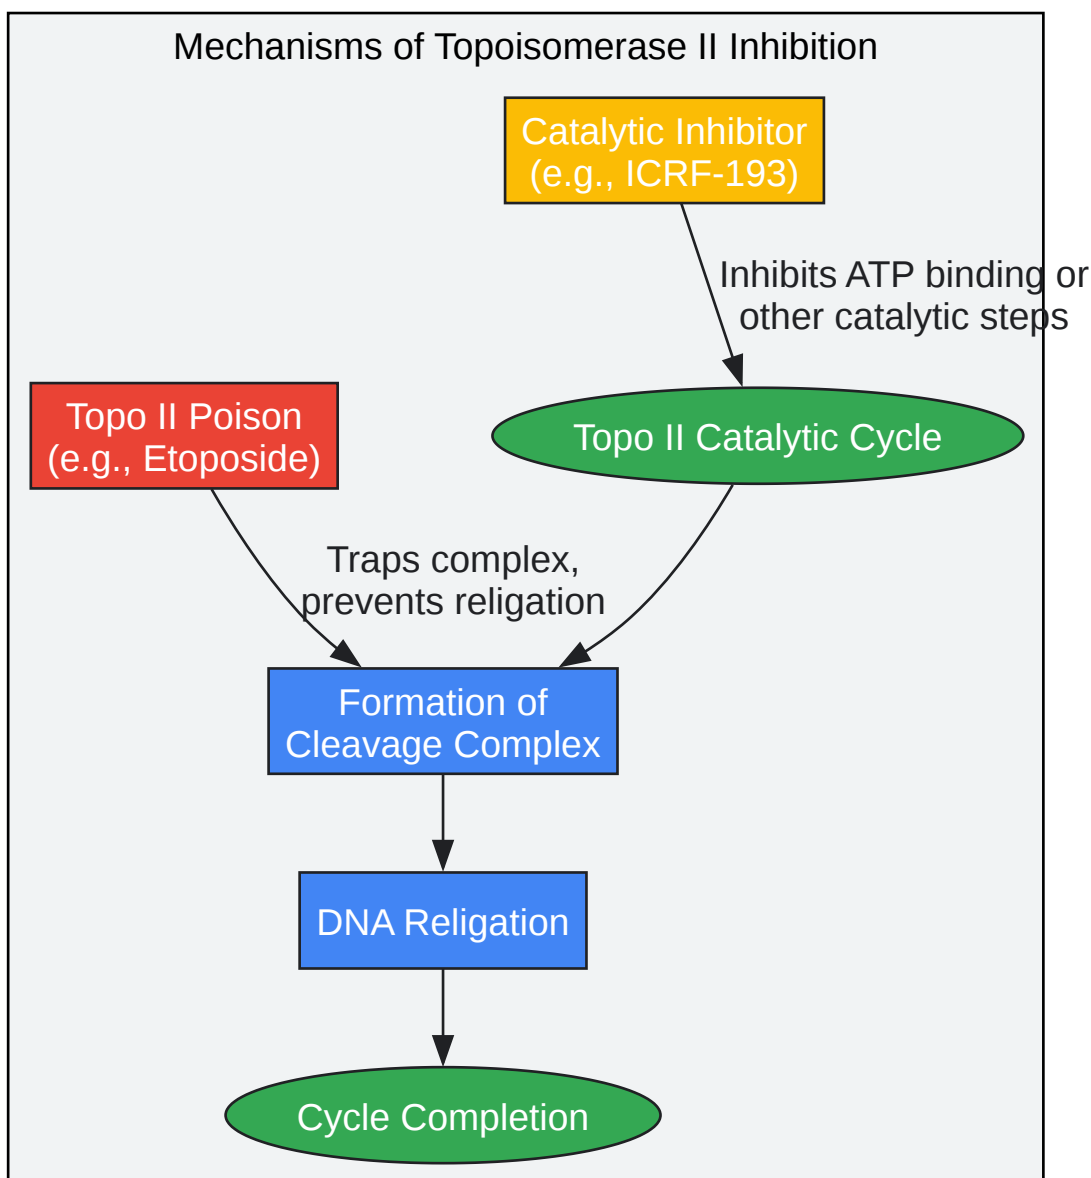 Mechanisms of Topoisomerase II Inhibition
Catalytic Inhibitor
(e.g., ICRF-193)
Inhibits ATP binding or
other catalytic steps
Topo II Poison
(e.g., Etoposide)
Topo II Catalytic Cycle
Traps complex,
prevents religation
Formation of
Cleavage Complex
DNA Religation
Cycle Completion